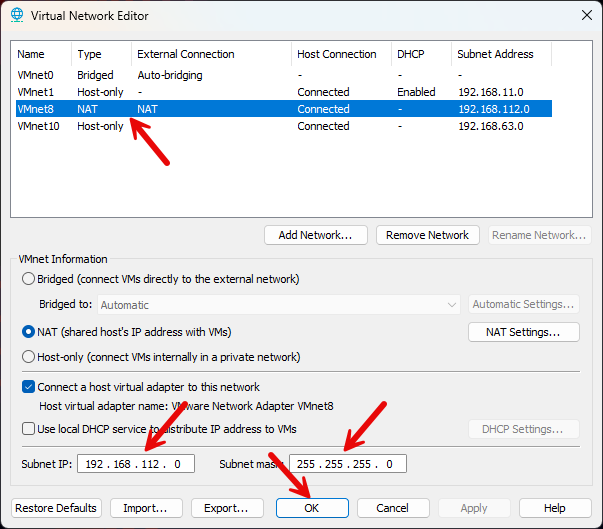 Virtual Network Editor
Name Type External Connection Host Connection DHCP Subnet Address
VMnet0 Bridged Auto-bridging - - -
VMnet1 Host-only - Connected Enabled 192.168.11.0
VMnet8 NAT NAT Connected - 192.168.112.0
VMnet10 Host-only - Connected - 192.168.63.0
Add Network... Remove Network Rename Network...
VMnet Information
Bridged (connect VMs directly to the external network)
Bridged to: Automatic Automatic Settings...
NAT (shared host's IP address with VMs) NAT Settings...
Host-only (connect VMs internally in a private network)
Connect a host virtual adapter to this network
Host virtual adapter name: VMware Network Adapter VMnet8
Use local DHCP service to distribute IP address to VMs DHCP Settings...
Subnet IP: 192 . 168 . 112 . 0 Subnet mask: 255 . 255 . 255 . 0
Restore Defaults Import... Export... OK Cancel Apply Help